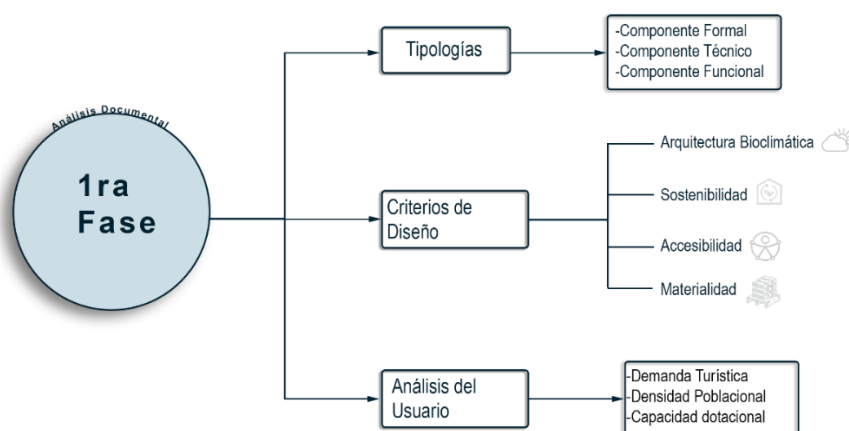 Análisis Documental
1ra
Fase
Tipologías
-Componente Formal
-Componente Técnico
-Componente Funcional
Criterios de
Diseño
Arquitectura Bioclimática
Sostenibilidad
Accesibilidad
Materialidad
Análisis del
Usuario
-Demanda Turística
-Densidad Poblacional
-Capacidad dotacional